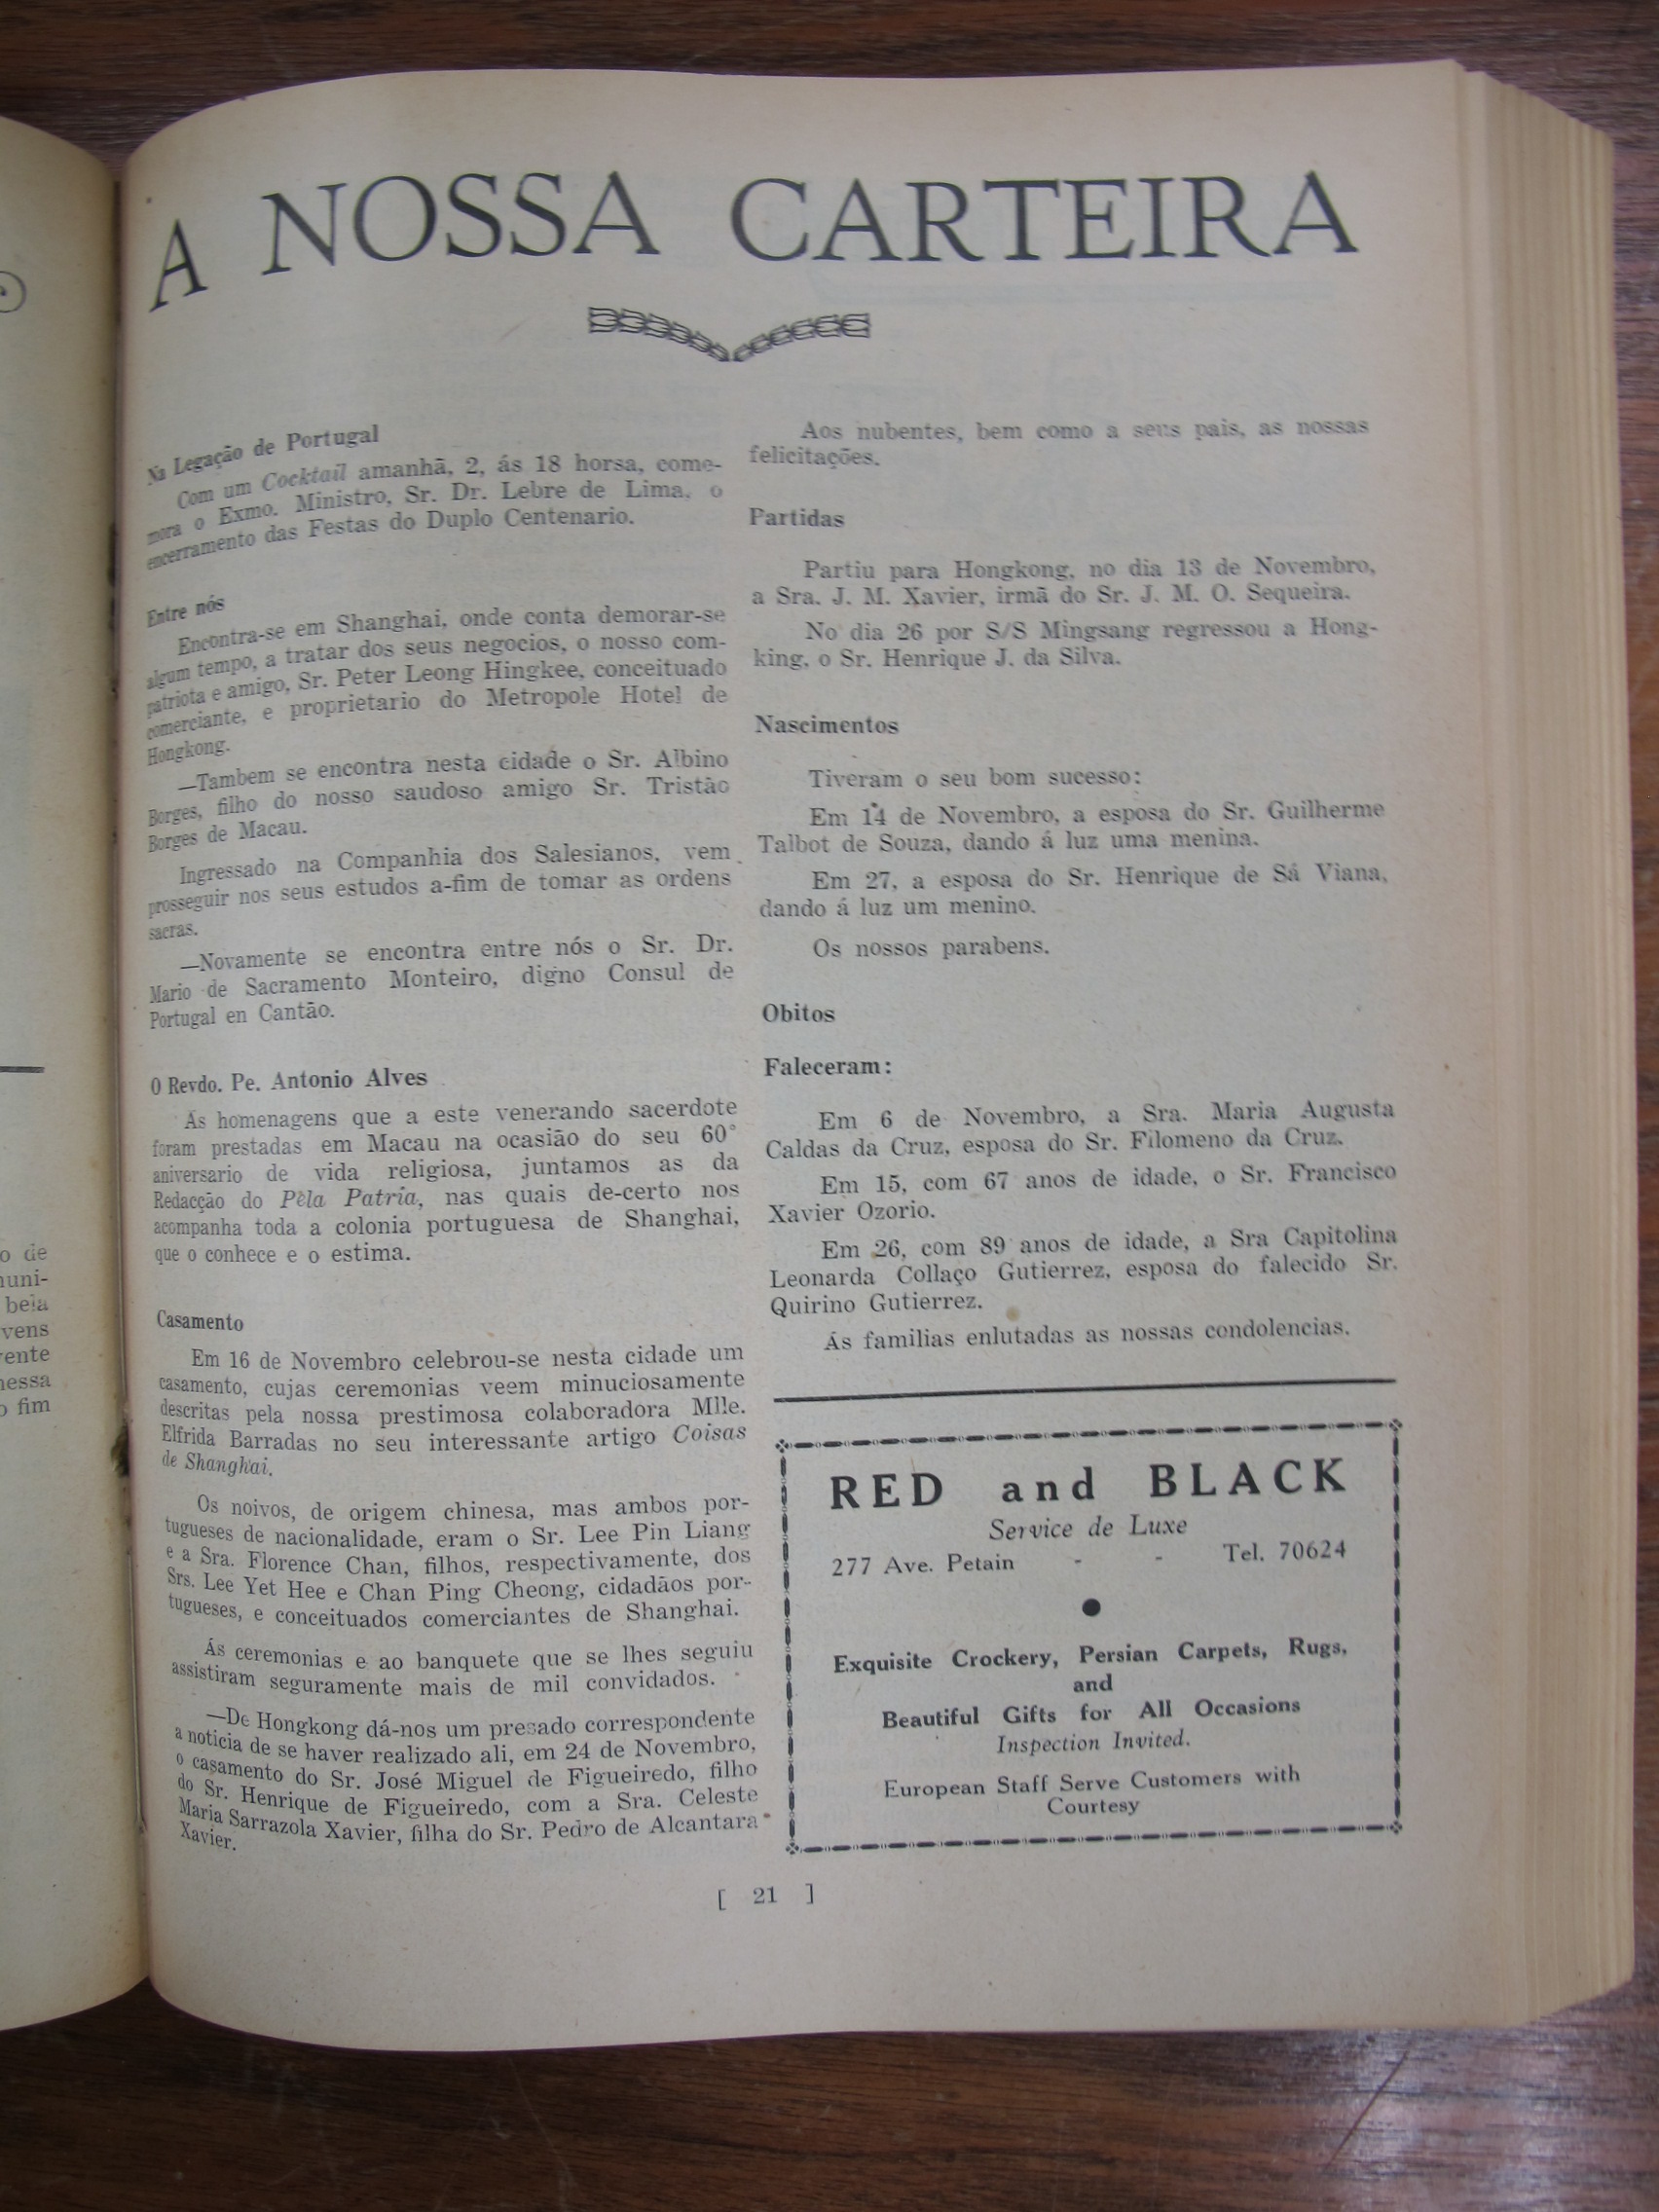 A NOSSA CARTEIRA
Na Legação de Portugal
Com um Cocktail amanhã, 2, ás 18 horsa, come-
mora o Exmo. Ministro, Sr. Dr. Lebre de Lima, o
encerramento das Festas do Duplo Centenario.
Entre nós
Encontra-se em Shanghai, onde conta demorar-se
algum tempo, a tratar dos seus negocios, o nosso com-
patriota e amigo, Sr. Peter Leong Hingkee, conceituado
comerciante, e proprietario do Metropole Hotel de
Hongkong.
—Tambem se encontra nesta cidade o Sr. Albino
Borges, filho do nosso saudoso amigo Sr. Tristão
Borges de Macau.
Ingressado na Companhia dos Salesianos, vem
prosseguir nos seus estudos a-fim de tomar as ordens
sacras.
—Novamente se encontra entre nós o Sr. Dr.
Mario de Sacramento Monteiro, digno Consul de
Portugal en Cantão.
O Revdo. Pe. Antonio Alves
Ás homenagens que a este venerando sacerdote
foram prestadas em Macau na ocasião do seu 60°
aniversario de vida religiosa, juntamos as da
Redacção do Pèla Patria, nas quais de-certo nos
acompanha toda a colonia portuguesa de Shanghai,
que o conhece e o estima.
Casamento
Em 16 de Novembro celebrou-se nesta cidade um
casamento, cujas ceremonias veem minuciosamente
descritas pela nossa prestimosa colaboradora Mlle.
Elfrida Barradas no seu interessante artigo Coisas
de Shanghai.
Os noivos, de origem chinesa, mas ambos por-
tugueses de nacionalidade, eram o Sr. Lee Pin Liang
e a Sra. Florence Chan, filhos, respectivamente, dos
Srs. Lee Yet Hee e Chan Ping Cheong, cidadãos por-
tugueses, e conceituados comerciantes de Shanghai.
Ás ceremonias e ao banquete que se lhes seguiu
assistiram seguramente mais de mil convidados.
—De Hongkong dá-nos um presado correspondente
a noticia de se haver realizado ali, em 24 de Novembro,
o casamento do Sr. José Miguel de Figueiredo, filho
do Sr. Henrique de Figueiredo, com a Sra. Celeste
Maria Sarrazola Xavier, filha do Sr. Pedro de Alcantara
Xavier.
Aos nubentes, bem como a seus pais, as nossas
felicitações.
Partidas
Partiu para Hongkong, no dia 13 de Novembro,
a Sra. J. M. Xavier, irmã do Sr. J. M. O. Sequeira.
No dia 26 por S/S Mingsang regressou a Hong-
king, o Sr. Henrique J. da Silva.
Nascimentos
Tiveram o seu bom sucesso:
Em 14 de Novembro, a esposa do Sr. Guilherme
Talbot de Souza, dando á luz uma menina.
Em 27, a esposa do Sr. Henrique de Sá Viana,
dando á luz um menino.
Os nossos parabens.
Obitos
Faleceram:
Em 6 de Novembro, a Sra. Maria Augusta
Caldas da Cruz, esposa do Sr. Filomeno da Cruz.
Em 15, com 67 anos de idade, o Sr. Francisco
Xavier Ozorio.
Em 26, com 89 anos de idade, a Sra Capitolina
Leonarda Collaço Gutierrez, esposa do falecido Sr.
Quirino Gutierrez.
Ás familias enlutadas as nossas condolencias.
RED and BLACK
Service de Luxe
277 Ave. Petain - - Tel. 70624
Exquisite Crockery, Persian Carpets, Rugs,
and
Beautiful Gifts for All Occasions
Inspection Invited.
European Staff Serve Customers with
Courtesy
[ 21 ]